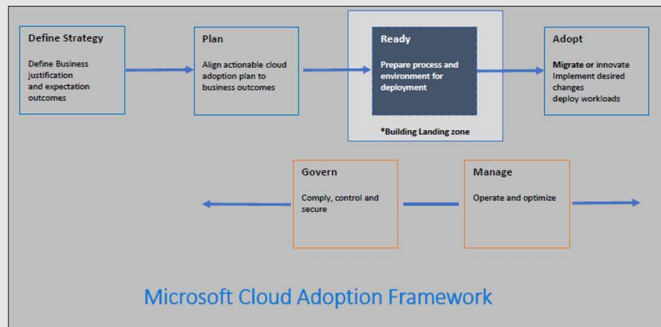 Define Strategy
Define Business
justification
and expectation
outcomes
Plan
Align actionable cloud
adoption plan to
business outcomes
Ready
Prepare process and
environment for
deployment
*Building Landing zone
Adopt
Migrate or innovate
Implement desired
changes
deploy workloads
Govern
Comply, control and
secure
Manage
Operate and optimize
Microsoft Cloud Adoption Framework